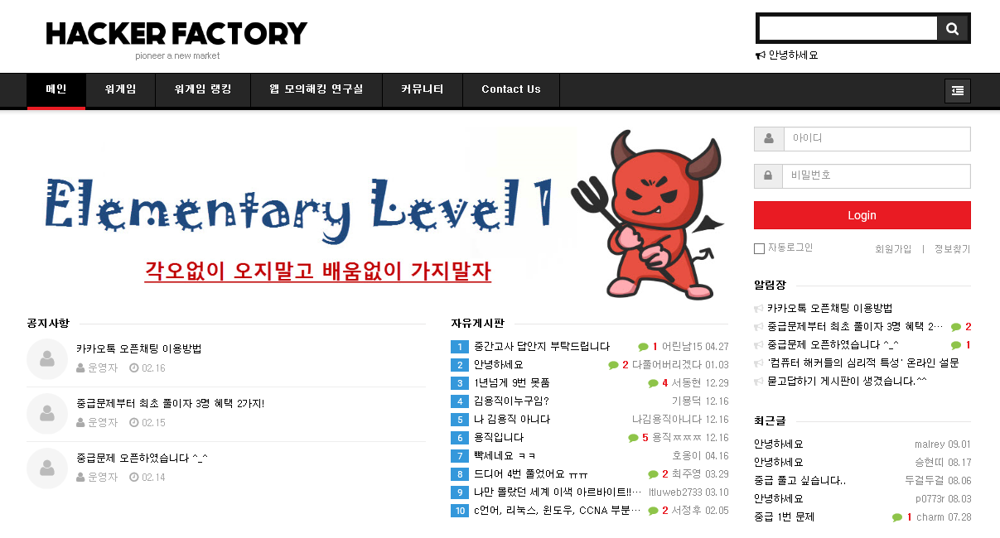 HACKER FACTORY
pioneer a new market
안녕하세요
메인 워게임 워게임 랭킹 웹 모의해킹 연구실 커뮤니티 Contact Us
Elementary Level 1
각오없이 오지말고 배움없이 가지말자
아이디
비밀번호
Login
자동로그인 회원가입 | 정보찾기
공지사항
카카오톡 오픈채팅 이용방법
운영자 02.16
중급문제부터 최초 풀이자 3명 혜택 2가지!
운영자 02.15
중급문제 오픈하였습니다 ^_^
운영자 02.14
자유게시판
1 중간고사 답안지 부탁드립니다 1 어린남15 04.27
2 안녕하세요 2 다풀어버리겠다 01.03
3 1년넘게 9번 못품 4 서동현 12.29
4 김용직이누구임? 기몽덕 12.16
5 나 김용직 아니다 나김용직아니다 12.16
6 용직입니다 5 용직ㅉㅉㅉ 12.16
7 빡세네요 ㅋㅋ 호옹이 04.16
8 드디어 4번 풀었어요 ㅠㅠ 2 최주영 03.29
9 나만 몰랐던 세계 이색 아르바이트!!… ltluweb2733 03.10
10 c언어, 리눅스, 윈도우, CCNA 부분… 2 서정후 02.05
알림장
카카오톡 오픈채팅 이용방법
중급문제부터 최초 풀이자 3명 혜택 2… 2
중급문제 오픈하였습니다 ^_^ 1
'컴퓨터 해커들의 심리적 특성' 온라인 설문
묻고답하기 게시판이 생겼습니다.^^
최근글
안녕하세요 malrey 09.01
안녕하세요 승현띠 08.17
중급 풀고 싶습니다.. 두걸두걸 08.06
안녕하세요 p0773r 08.03
중급 1번 문제 1 charm 07.28